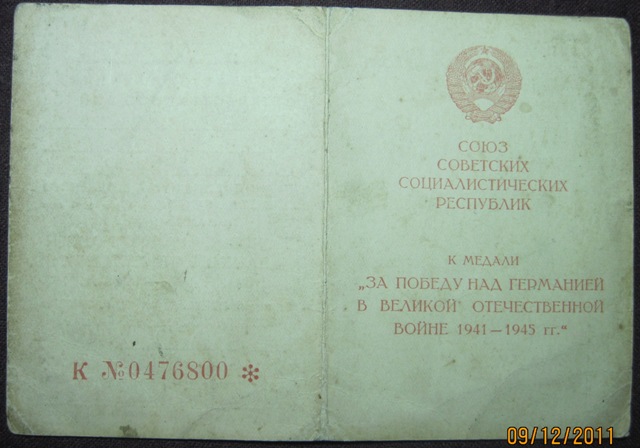 К №0476800 *
СОЮЗ
СОВЕТСКИХ
СОЦИАЛИСТИЧЕСКИХ
РЕСПУБЛИК
К МЕДАЛИ
„ЗА ПОБЕДУ НАД ГЕРМАНИЕЙ
В ВЕЛИКОЙ ОТЕЧЕСТВЕННОЙ
ВОЙНЕ 1941—1945 гг.“
09/12/2011